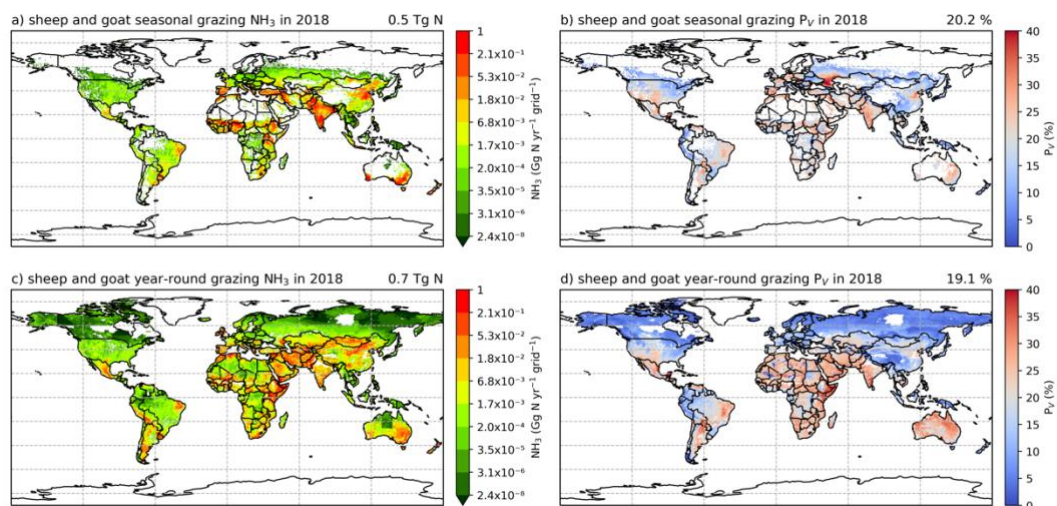 a) sheep and goat seasonal grazing NH₃ in 2018 0.5 Tg N
1
2.1x10⁻¹
5.3x10⁻²
1.8x10⁻²
6.8x10⁻³
1.7x10⁻³
2.0x10⁻⁴
3.5x10⁻⁵
3.1x10⁻⁶
2.4x10⁻⁸
NH₃ (Gg N yr⁻¹ grid⁻¹)
b) sheep and goat seasonal grazing P_V in 2018 20.2 %
40
35
30
25
20
15
10
5
0
P_V (%)
c) sheep and goat year-round grazing NH₃ in 2018 0.7 Tg N
1
2.1x10⁻¹
5.3x10⁻²
1.8x10⁻²
6.8x10⁻³
1.7x10⁻³
2.0x10⁻⁴
3.5x10⁻⁵
3.1x10⁻⁶
2.4x10⁻⁸
NH₃ (Gg N yr⁻¹ grid⁻¹)
d) sheep and goat year-round grazing P_V in 2018 19.1 %
40
35
30
25
20
15
10
5
0
P_V (%)